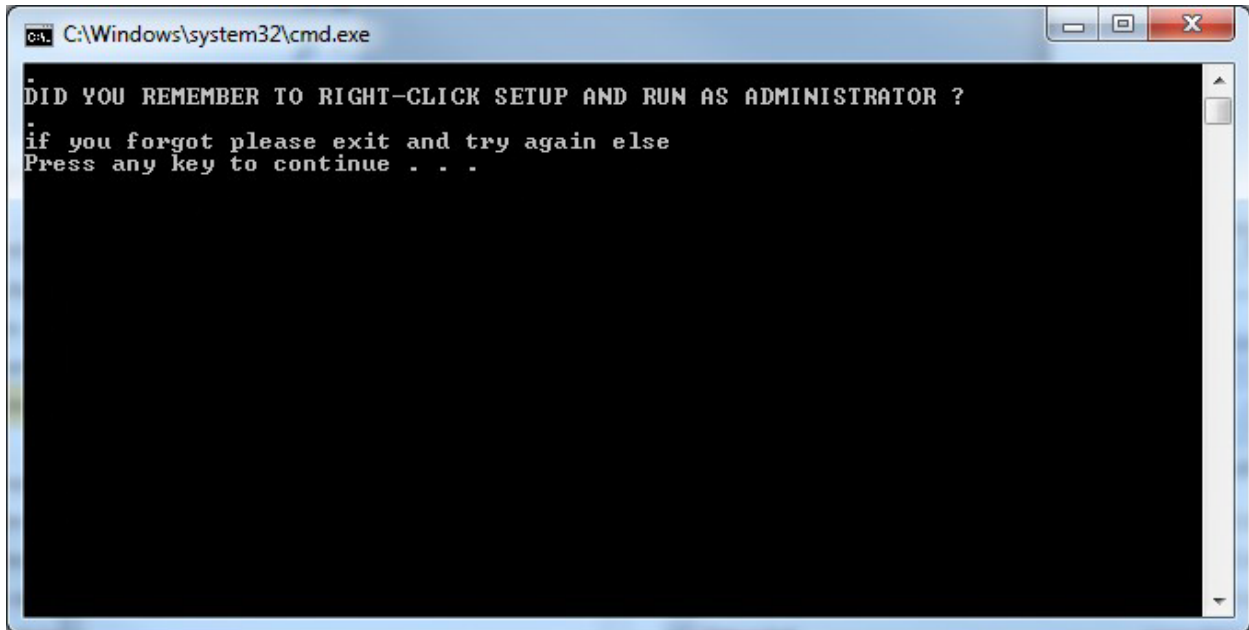 C:\Windows\system32\cmd.exe
.
DID YOU REMEMBER TO RIGHT-CLICK SETUP AND RUN AS ADMINISTRATOR ?
.
if you forgot please exit and try again else
Press any key to continue . . .